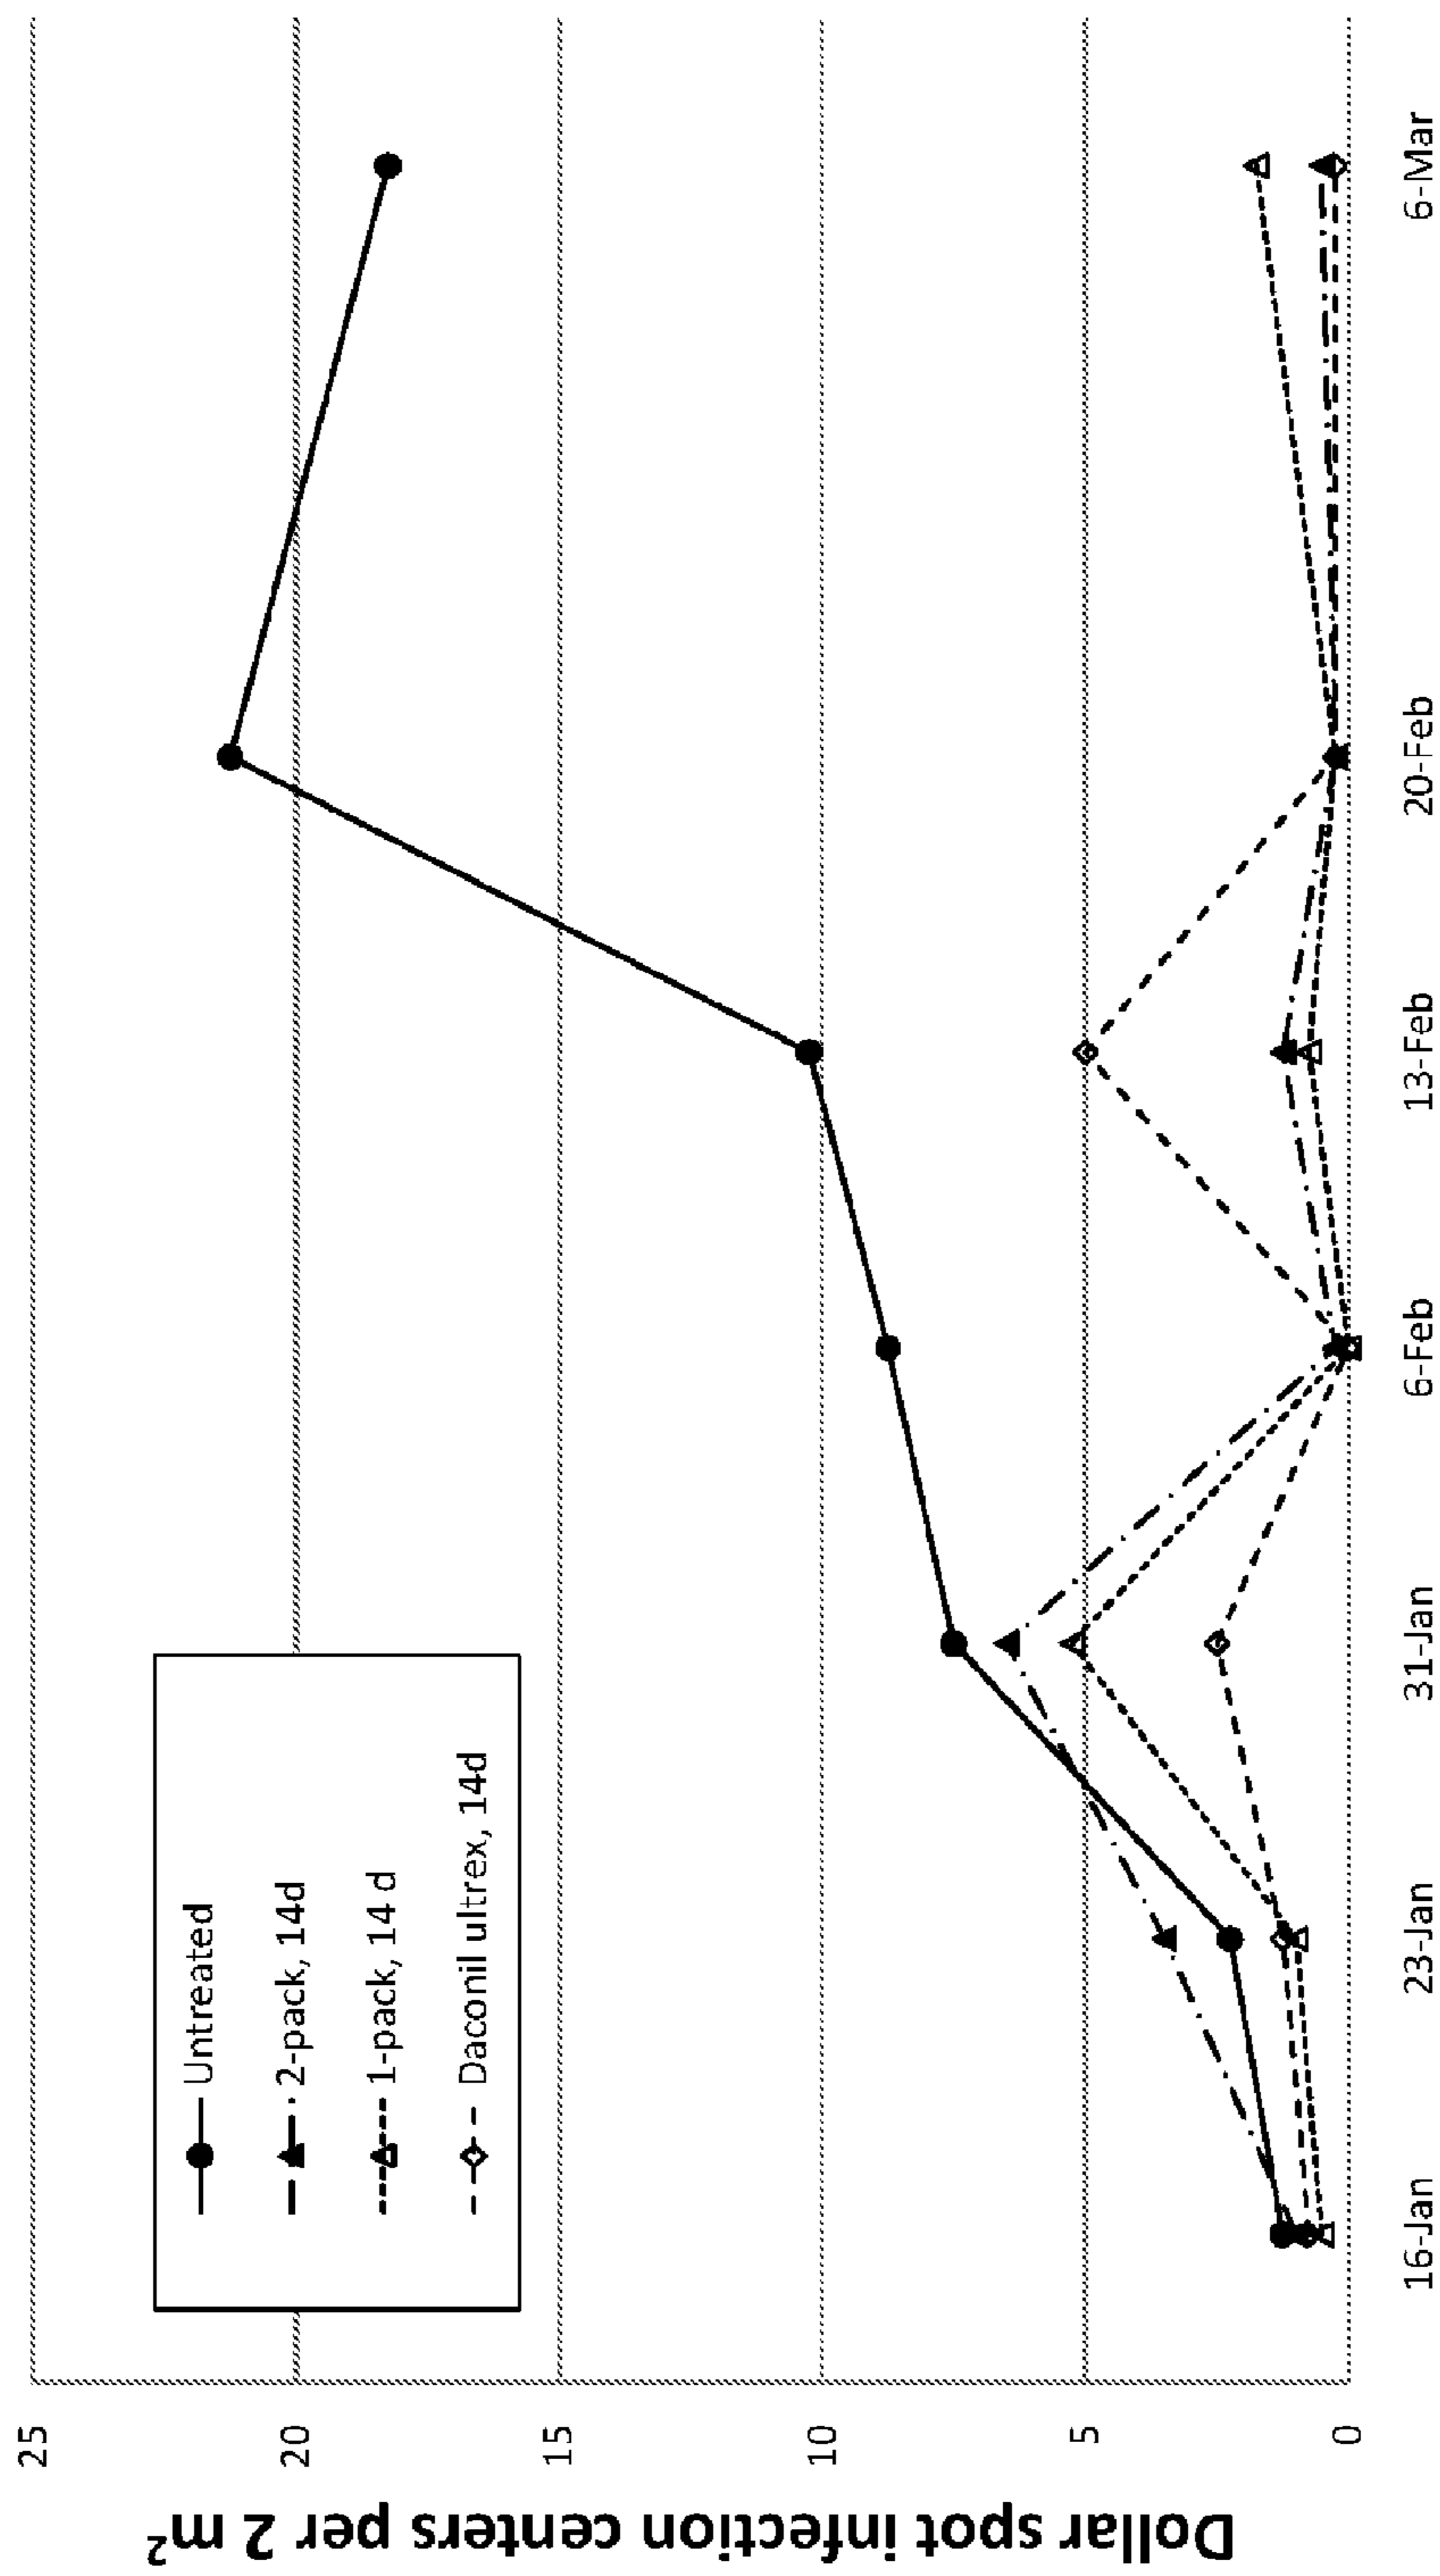 Dollar spot infection centers per 2 m²
25
20
15
10
5
0
Untreated
2-pack, 14d
1-pack, 14 d
Daconil ultrex, 14d
16-Jan
23-Jan
31-Jan
6-Feb
13-Feb
20-Feb
6-Mar